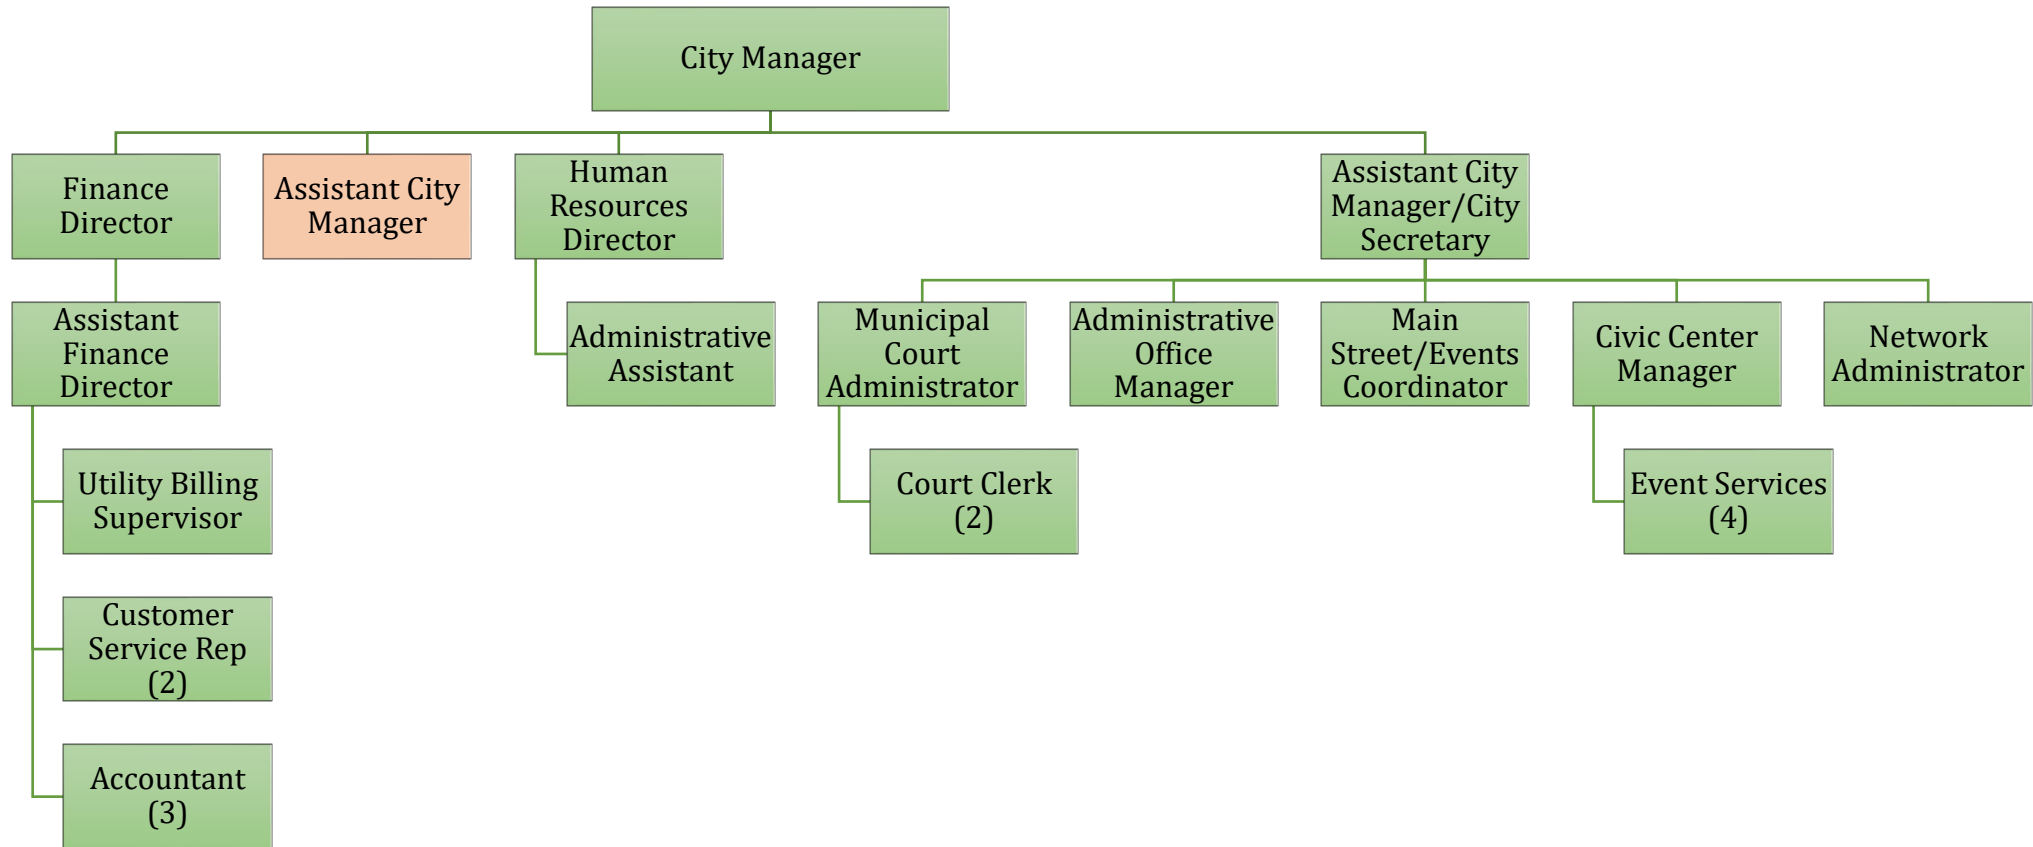 City Manager
Finance
Director
Assistant City
Manager
Human
Resources
Director
Assistant City
Manager/City
Secretary
Assistant
Finance
Director
Administrative
Assistant
Municipal
Court
Administrator
Administrative
Office
Manager
Main
Street/Events
Coordinator
Civic Center
Manager
Network
Administrator
Utility Billing
Supervisor
Court Clerk
(2)
Event Services
(4)
Customer
Service Rep
(2)
Accountant
(3)